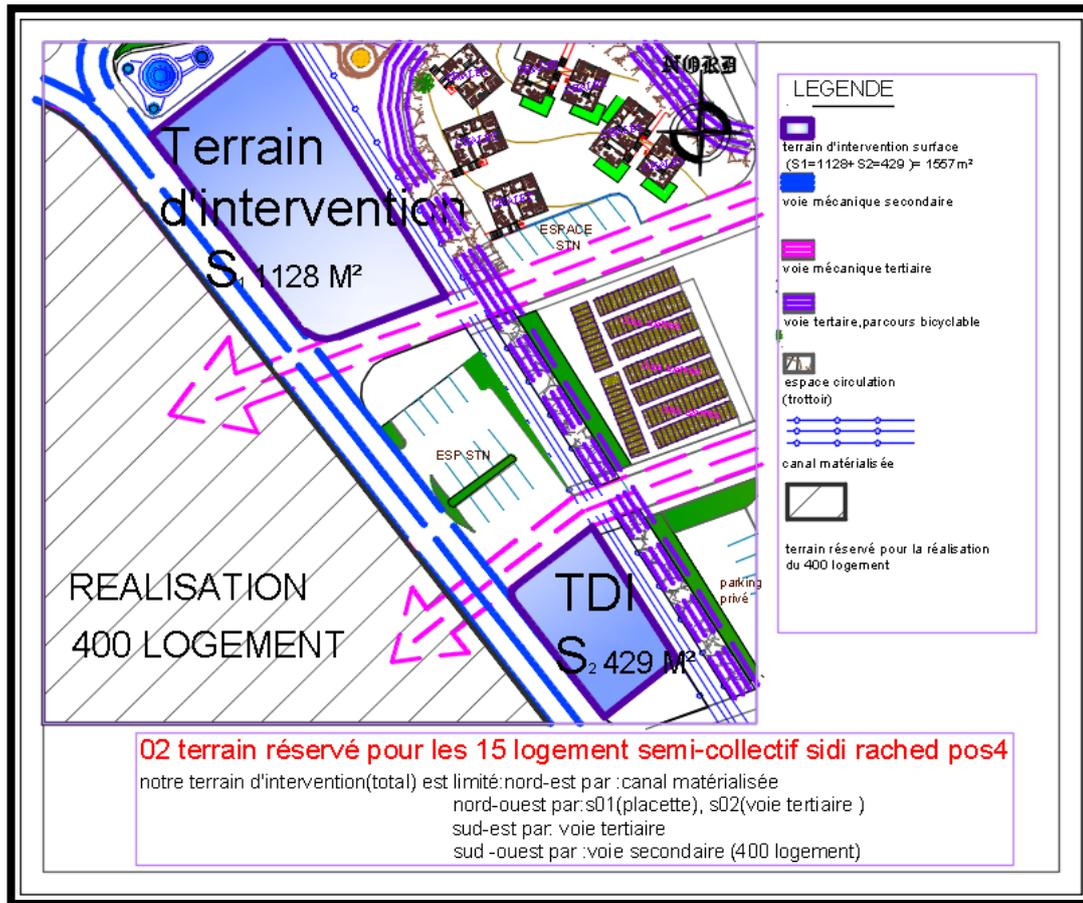 NORD
Terrain
d'intervention
S1 1128 M²
ESPACE
STN
ESP STN
REALISATION
400 LOGEMENT
TDI
S2 429 M²
parking
privé
LEGENDE
terrain d'intervention surface
(S1=1128+ S2=429 )= 1557m²
voie mécanique secondaire
voie mécanique tertiaire
voie tertaire,parcours bicyclable
espace circulation
(trottoir)
canal matérialisée
terrain réservé pour la réalisation
du 400 logement
02 terrain réservé pour les 15 logement semi-collectif sidi rached pos4
notre terrain d'intervention(total) est limité:nord-est par :canal matérialisée
nord-ouest par:s01(placette), s02(voie tertiaire )
sud-est par: voie tertiaire
sud -ouest par :voie secondaire (400 logement)